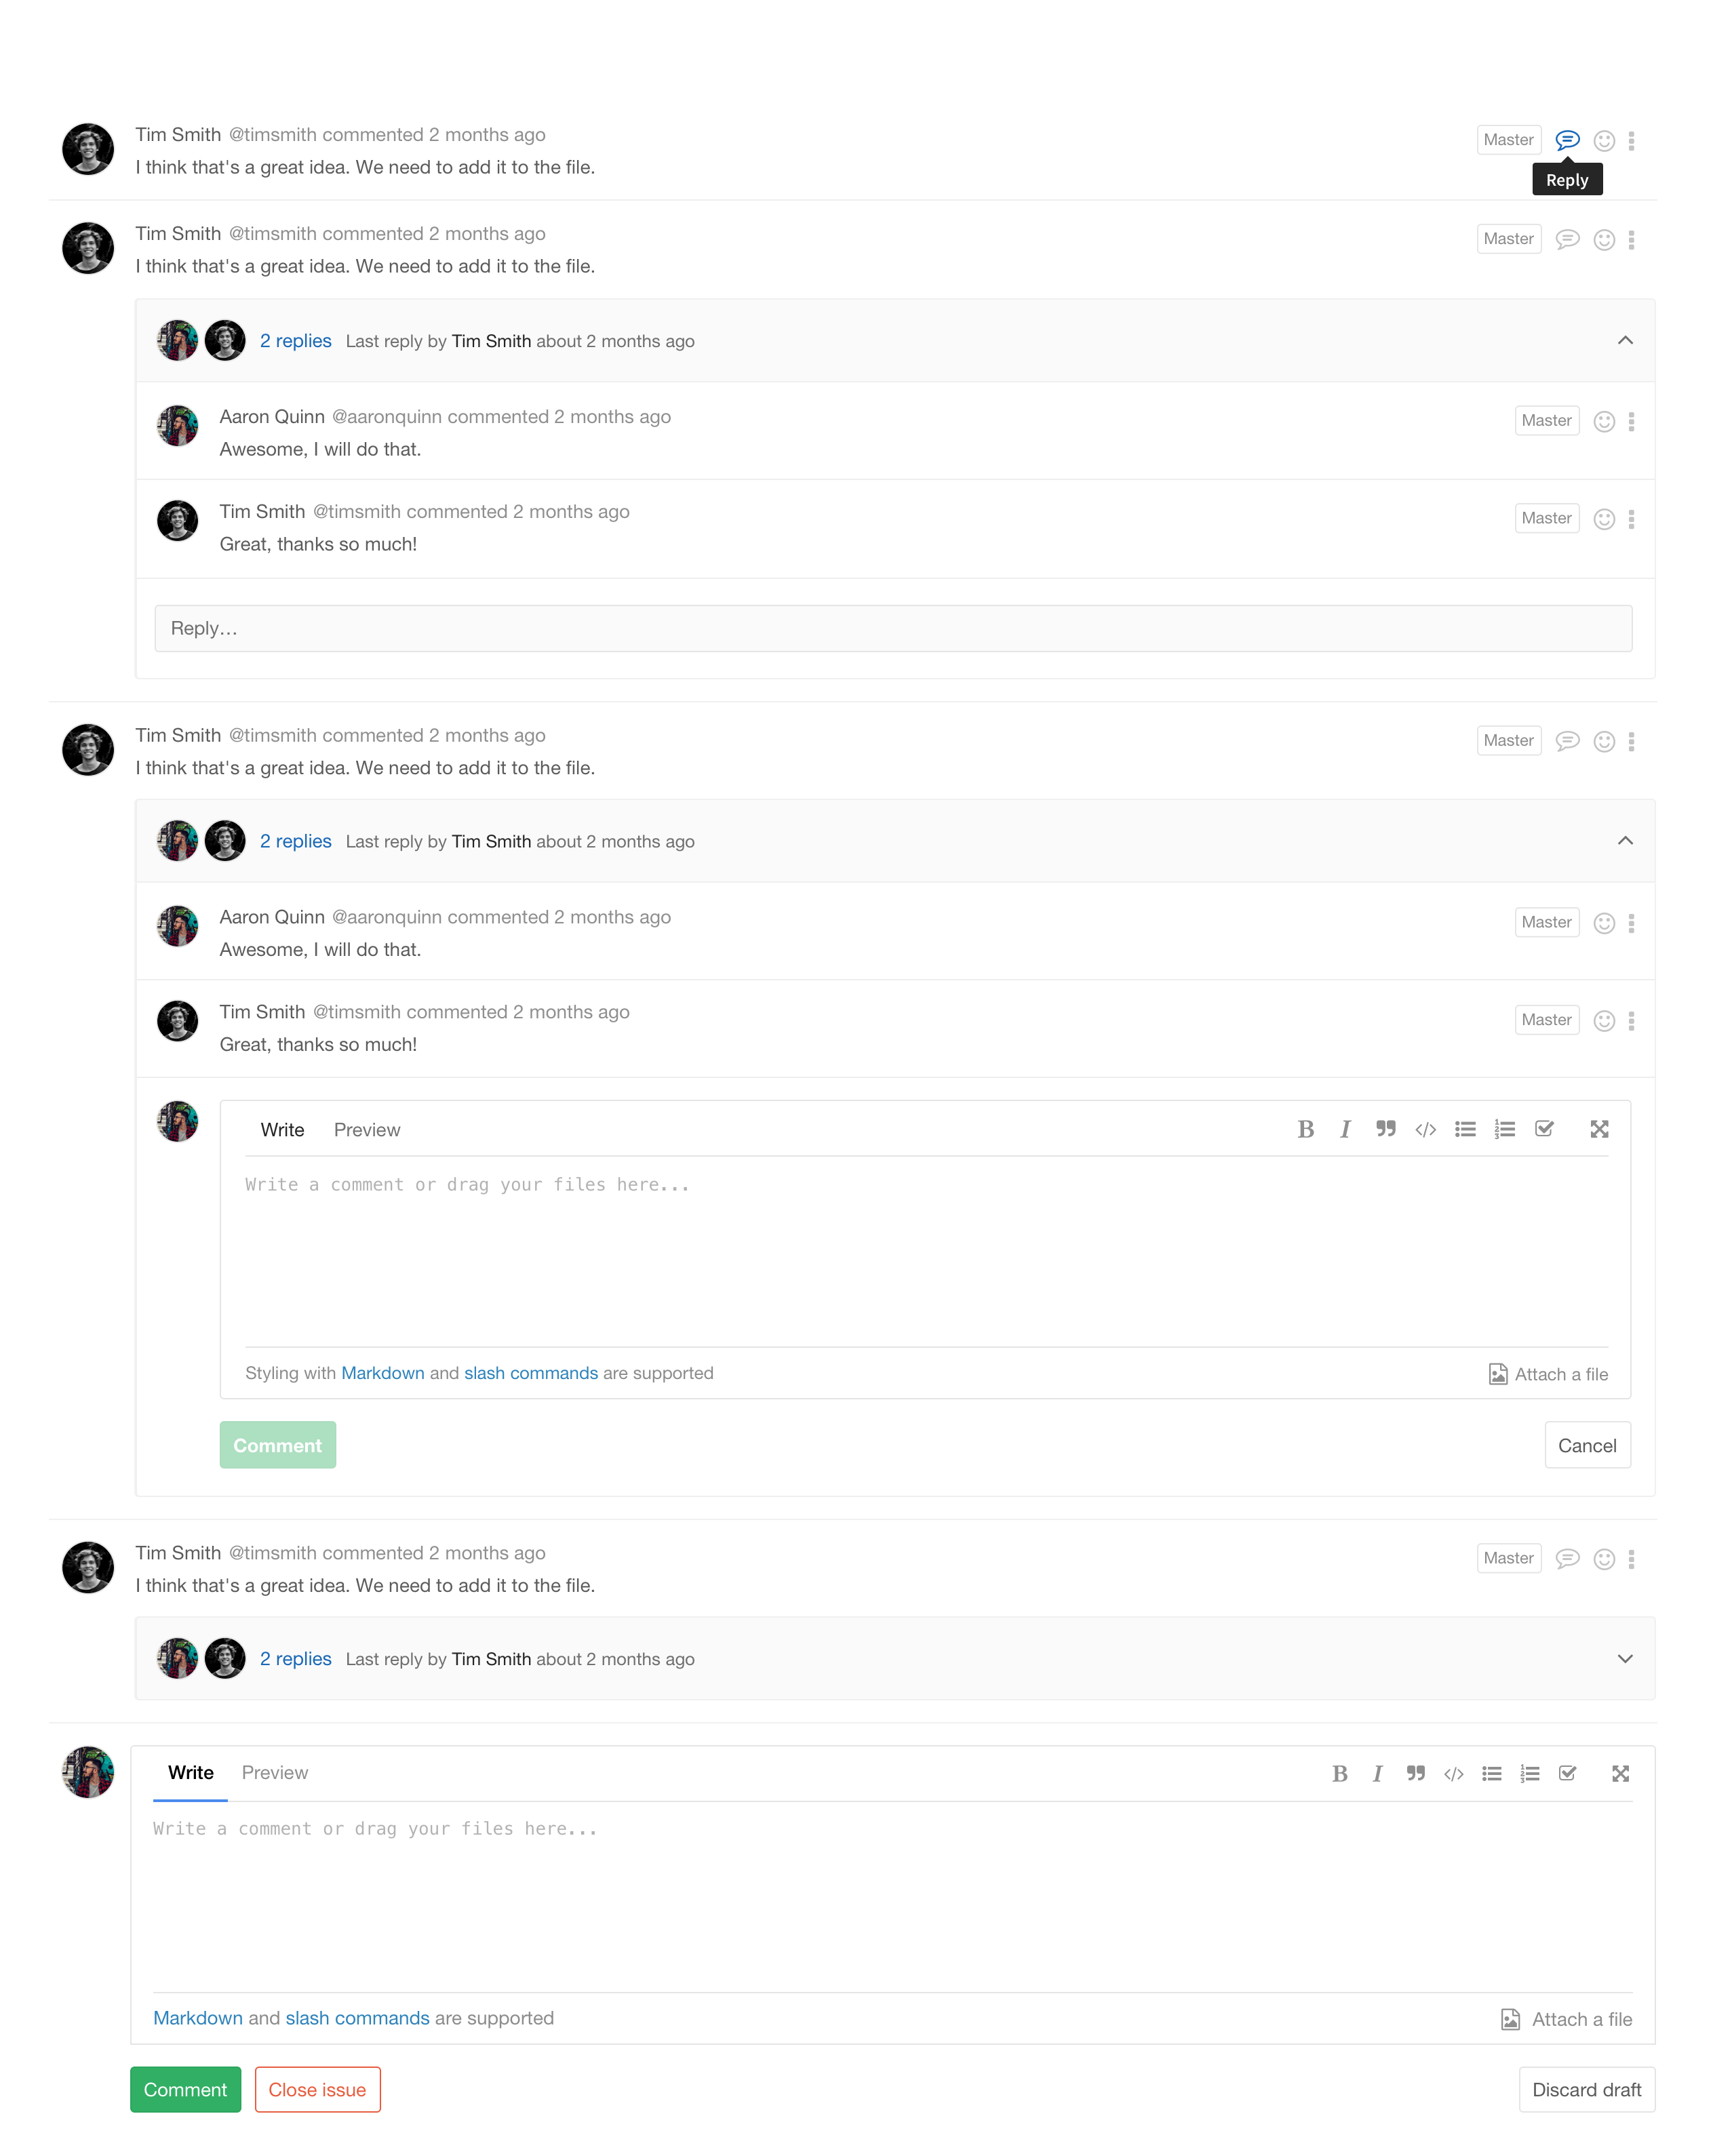 Tim Smith @timsmith commented 2 months ago
Master
I think that's a great idea. We need to add it to the file.
Reply
Tim Smith @timsmith commented 2 months ago
Master
I think that's a great idea. We need to add it to the file.
2 replies Last reply by Tim Smith about 2 months ago
Aaron Quinn @aaronquinn commented 2 months ago
Master
Awesome, I will do that.
Tim Smith @timsmith commented 2 months ago
Master
Great, thanks so much!
Reply…
Tim Smith @timsmith commented 2 months ago
Master
I think that's a great idea. We need to add it to the file.
2 replies Last reply by Tim Smith about 2 months ago
Aaron Quinn @aaronquinn commented 2 months ago
Master
Awesome, I will do that.
Tim Smith @timsmith commented 2 months ago
Master
Great, thanks so much!
Write Preview
Write a comment or drag your files here...
Styling with Markdown and slash commands are supported
Attach a file
Comment
Cancel
Tim Smith @timsmith commented 2 months ago
Master
I think that's a great idea. We need to add it to the file.
2 replies Last reply by Tim Smith about 2 months ago
Write Preview
Write a comment or drag your files here...
Markdown and slash commands are supported
Attach a file
Comment
Close issue
Discard draft